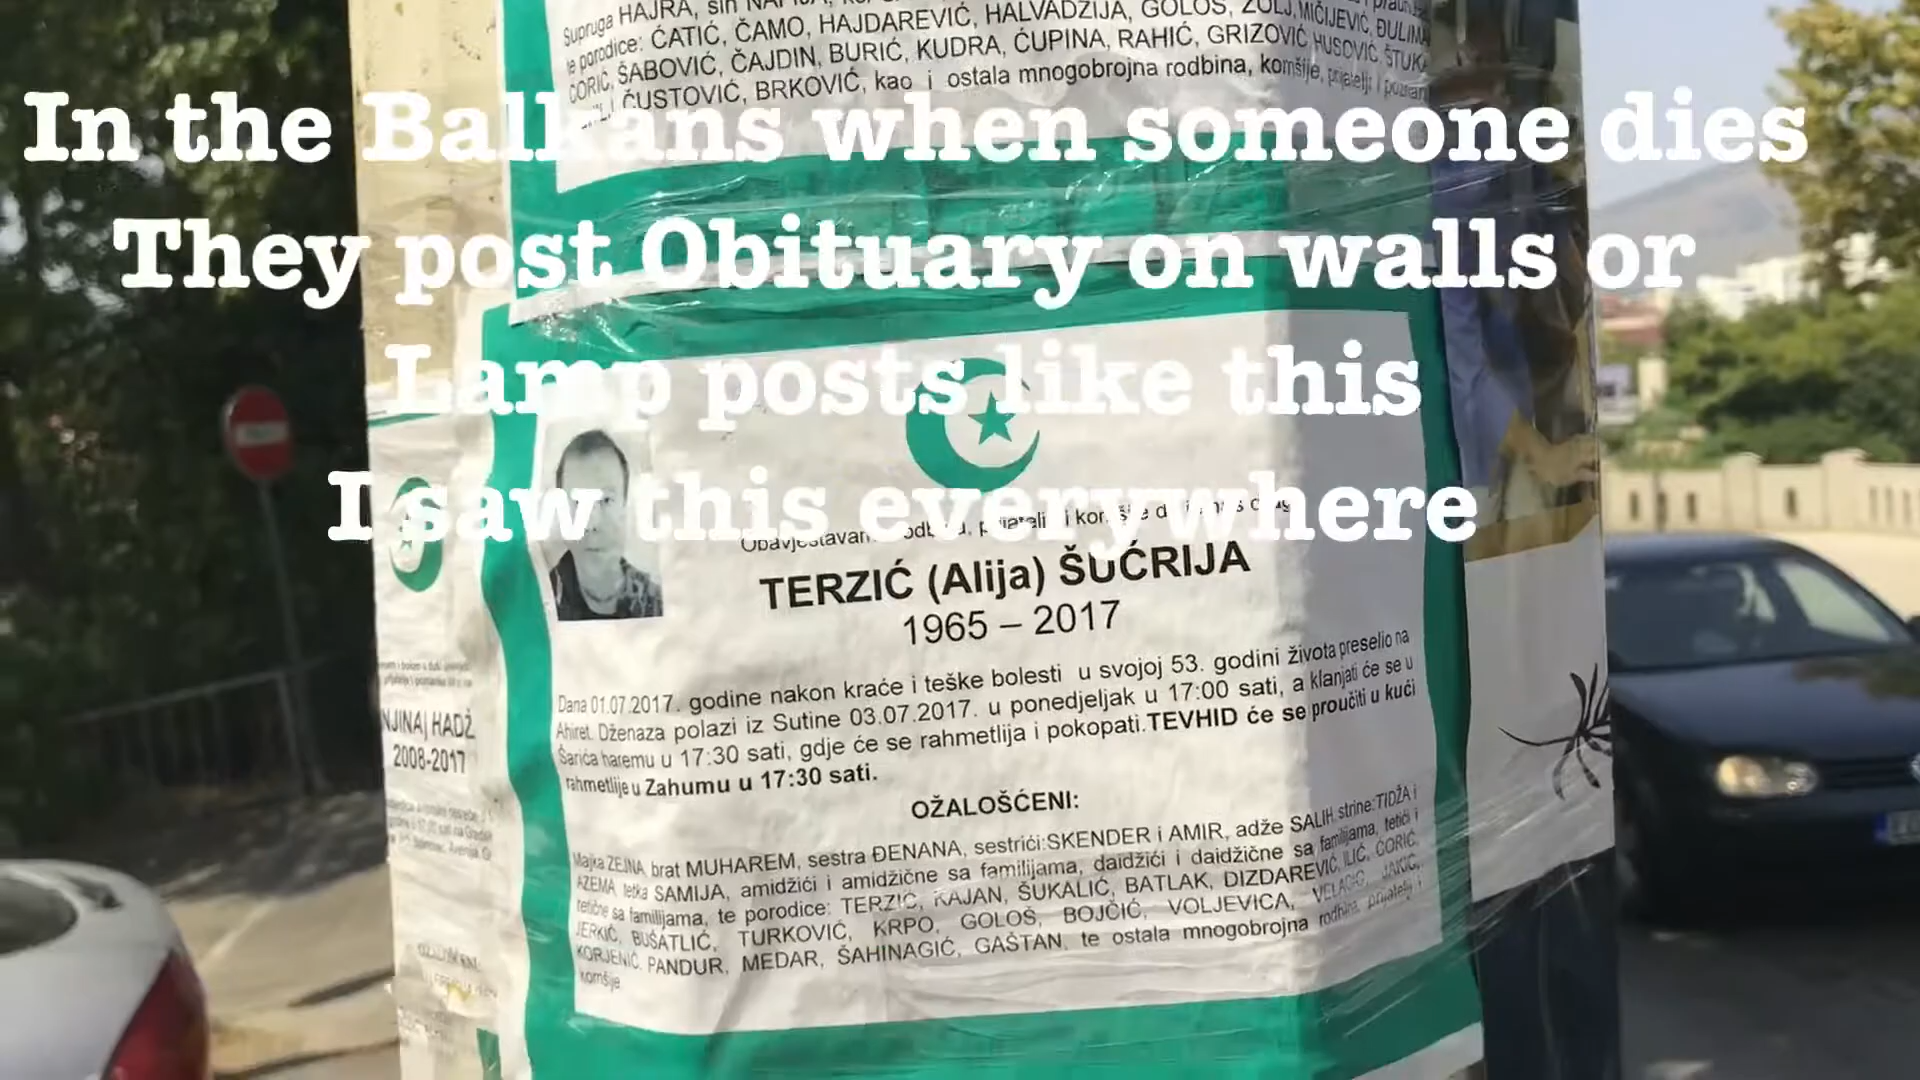 Supruga HAJRA, sin
te porodice: ĆATIĆ, ČAMO, HAJDAREVIĆ, HALVADŽIJA, GOLOŠ, ZOLJ, MIČIJEVIĆ, ĐULIMA
ĆORIĆ, ŠABOVIĆ, ČAJDIN, BURIĆ, KUDRA, ĆUPINA, RAHIĆ, GRIZOVIĆ HUSOVIĆ, ŠTUKA
ČUSTOVIĆ, BRKOVIĆ, kao i ostala mnogobrojna rodbina, komšije, prijatelji i poznan
In the Balkans when someone dies
They post Obituary on walls or
Lamp posts like this
I saw this everywhere
TERZIĆ (Alija) ŠUĆRIJA
1965 – 2017
Dana 01.07.2017. godine nakon kraće i teške bolesti u svojoj 53. godini života preselio na
Ahiret. Dženaza polazi iz Sutine 03.07.2017. u ponedjeljak u 17:00 sati, a klanjati će se u
Šarića haremu u 17:30 sati, gdje će se rahmetlija i pokopati. TEVHID će se proučiti u kući
rahmetlije u Zahumu u 17:30 sati.
OŽALOŠĆENI:
Majka ZEJNA, brat MUHAREM, sestra ĐENANA, sestrići: SKENDER i AMIR, adže SALIH, strine: TIDŽA i
AZEMA, tetka SAMIJA, amidžići i amidžične sa familijama, daidžići i daidžične sa familijama, tetići i
tetične sa familijama, te porodice: TERZIĆ, KAJAN, ŠUKALIĆ, BATLAK, DIZDAREVIĆ, ILIĆ, ĆORIĆ,
JERKIĆ, BUŠATLIĆ, TURKOVIĆ, KRPO, GOLOŠ, BOJČIĆ, VOLJEVICA, VELAGIĆ, JAKIĆ,
KORJENIĆ, PANDUR, MEDAR, ŠAHINAGIĆ, GAŠTAN, te ostala mnogobrojna rodbina, prijatelji i
komšije
HADŽ
2008-2017